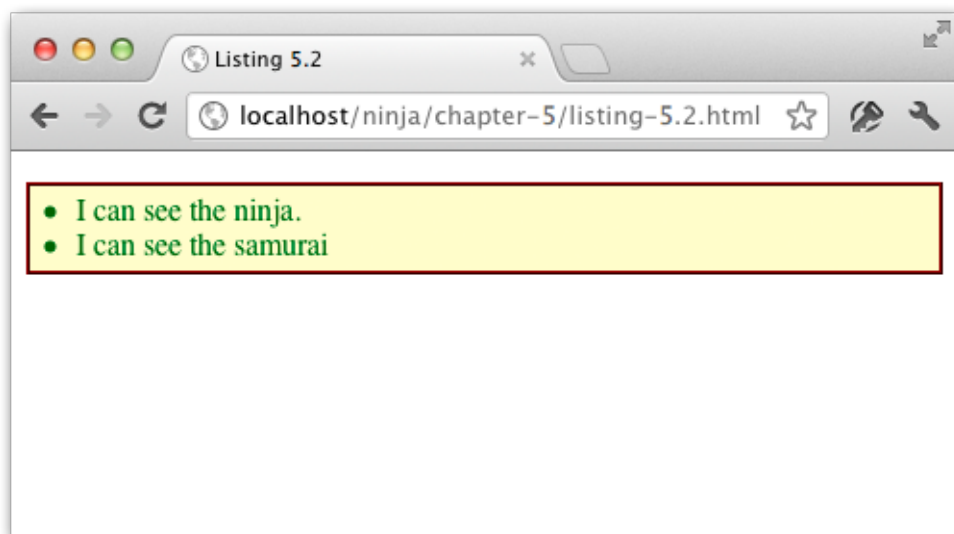 Listing 5.2
localhost/ninja/chapter-5/listing-5.2.html
I can see the ninja.
I can see the samurai